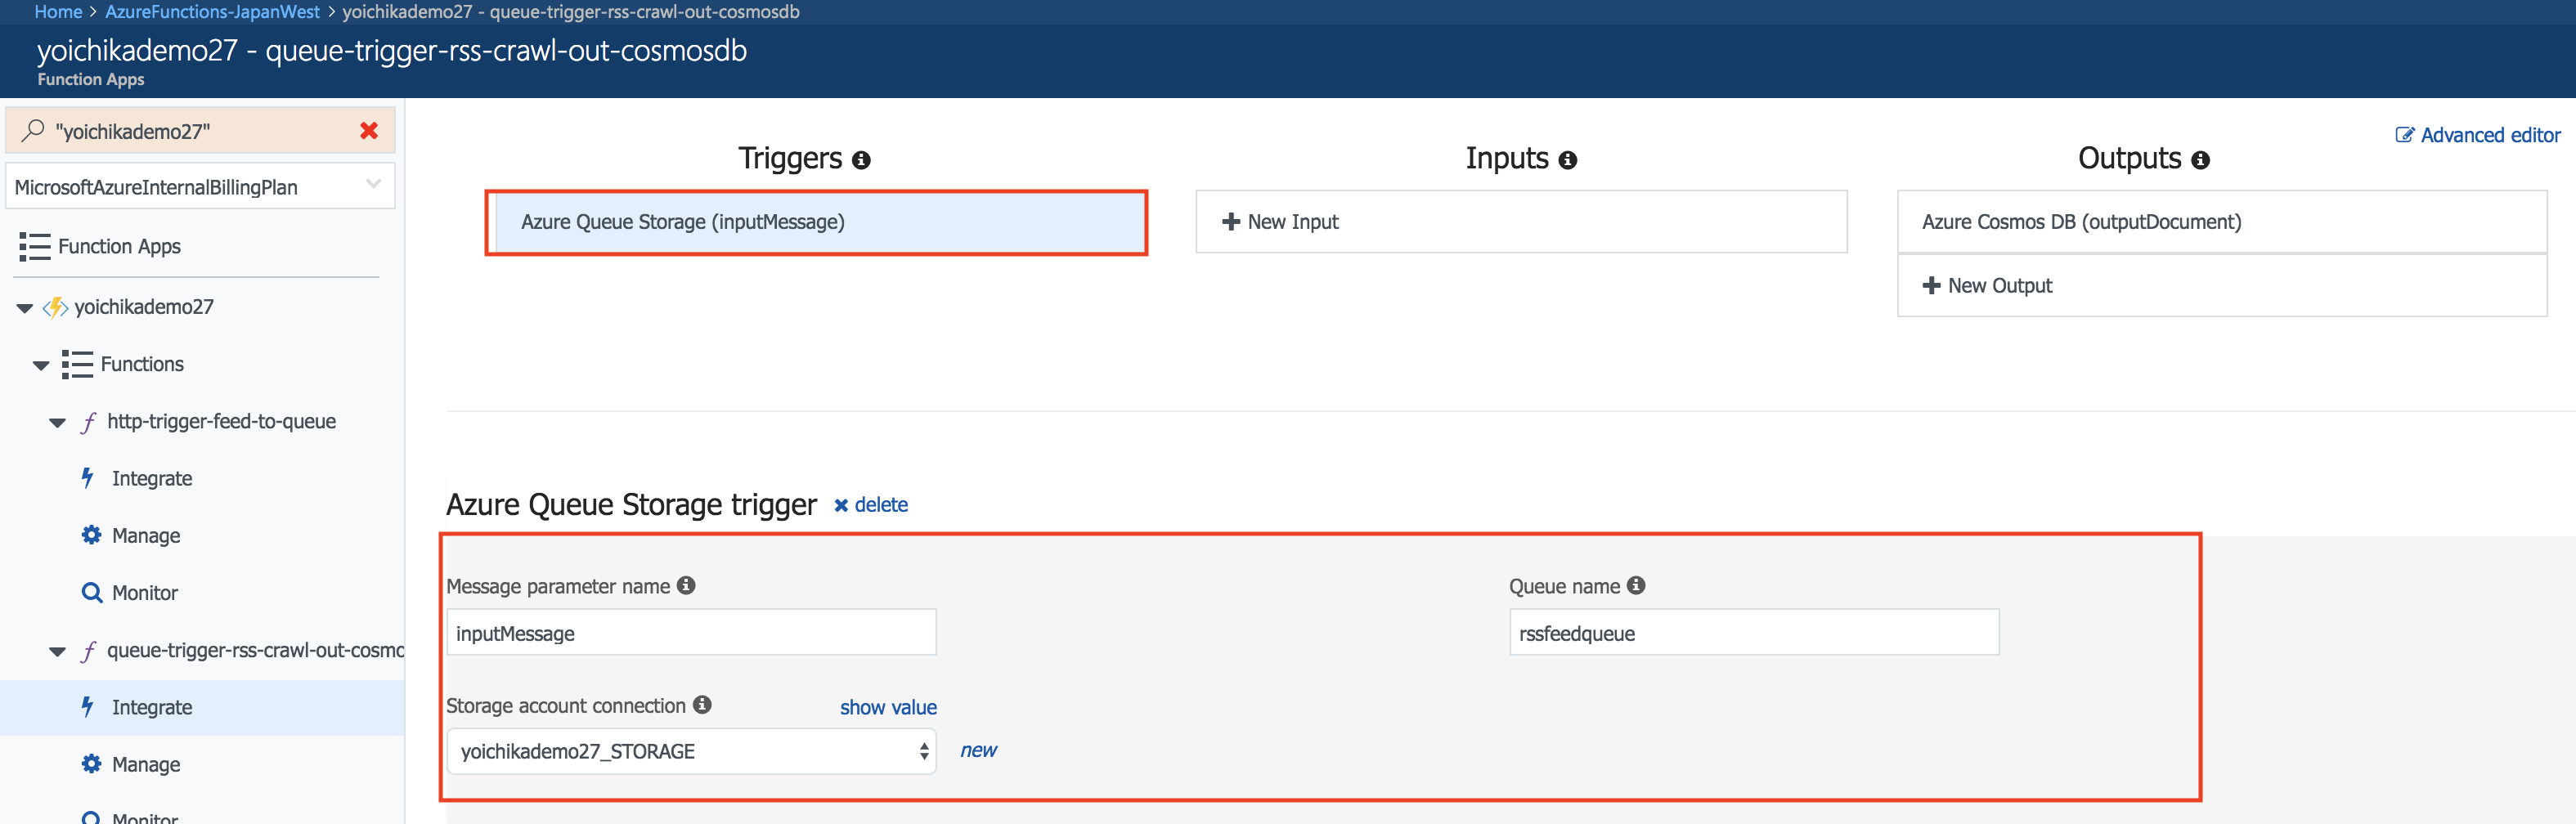 Home > AzureFunctions-JapanWest > yoichikademo27 - queue-trigger-rss-crawl-out-cosmosdb
yoichikademo27 - queue-trigger-rss-crawl-out-cosmosdb
Function Apps
"yoichikademo27"
MicrosoftAzureInternalBillingPlan
Function Apps
yoichikademo27
Functions
http-trigger-feed-to-queue
Integrate
Manage
Monitor
queue-trigger-rss-crawl-out-cosmo
Integrate
Manage
Monitor
Advanced editor
Triggers
Azure Queue Storage (inputMessage)
Inputs
New Input
Outputs
Azure Cosmos DB (outputDocument)
New Output
Azure Queue Storage trigger delete
Message parameter name
inputMessage
Queue name
rssfeedqueue
Storage account connection show value
yoichikademo27_STORAGE new